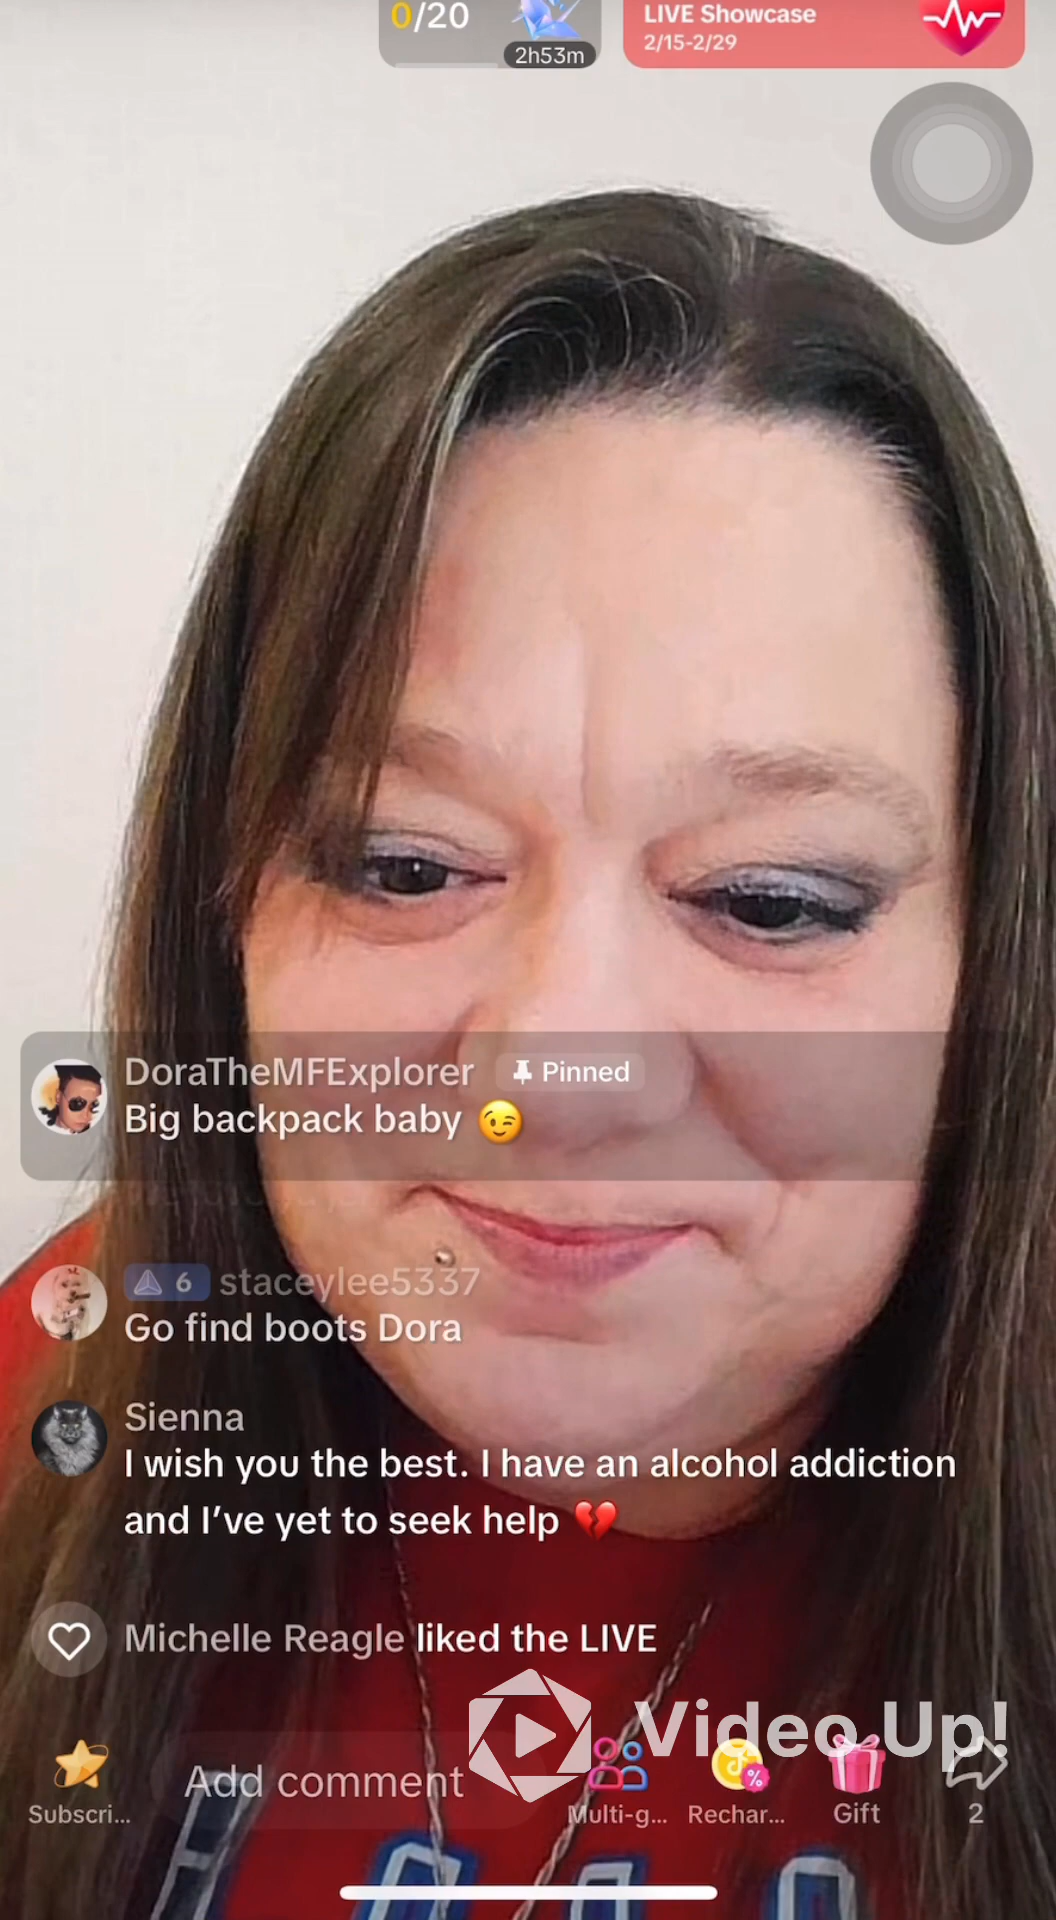 0/20
2h53m
LIVE Showcase
2/15-2/29
DoraTheMFExplorer Pinned
Big backpack baby 😉
6 staceylee5337
Go find boots Dora
Sienna
I wish you the best. I have an alcohol addiction
and I’ve yet to seek help 💔
Michelle Reagle liked the LIVE
Video Up!
Add comment
Subscri... Multi-g... Rechar... Gift 2